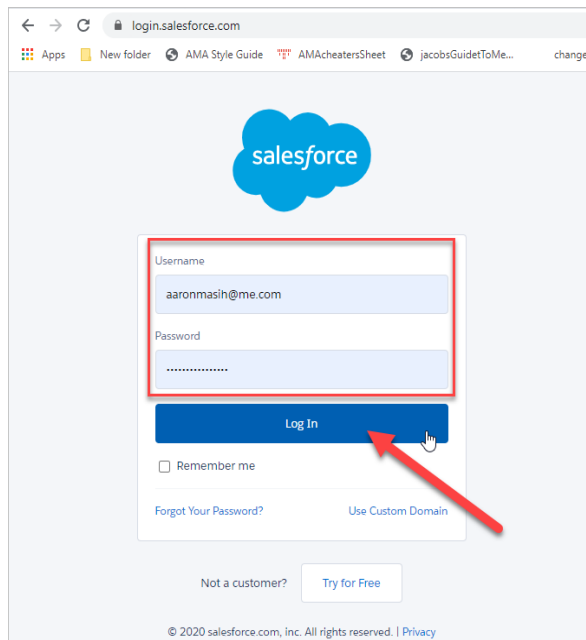 login.salesforce.com
Apps New folder AMA Style Guide AMAcheatersSheet jacobsGuidetToMe... change
salesforce
Username
aaronmasih@me.com
Password
................
Log In
Remember me
Forgot Your Password? Use Custom Domain
Not a customer? Try for Free
© 2020 salesforce.com, inc. All rights reserved. | Privacy